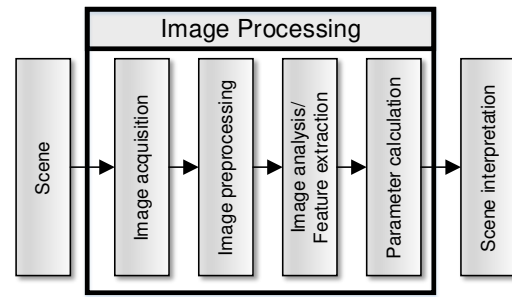 Image Processing
Scene
Image acquisition
Image preprocessing
Image analysis/
Feature extraction
Parameter calculation
Scene interpretation